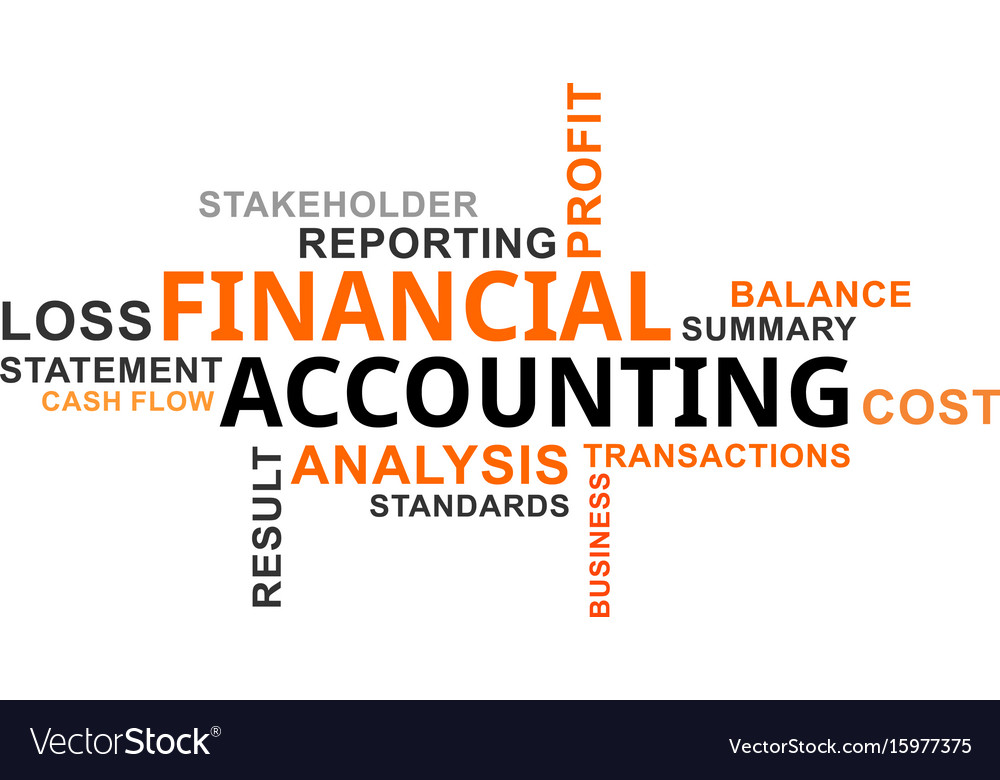 PROFIT
STAKEHOLDER
REPORTING
FINANCIAL
BALANCE
LOSS
SUMMARY
STATEMENT
ACCOUNTING
CASH FLOW
COST
ANALYSIS
TRANSACTIONS
RESULT
STANDARDS
BUSINESS
VectorStock®
VectorStock.com/15977375